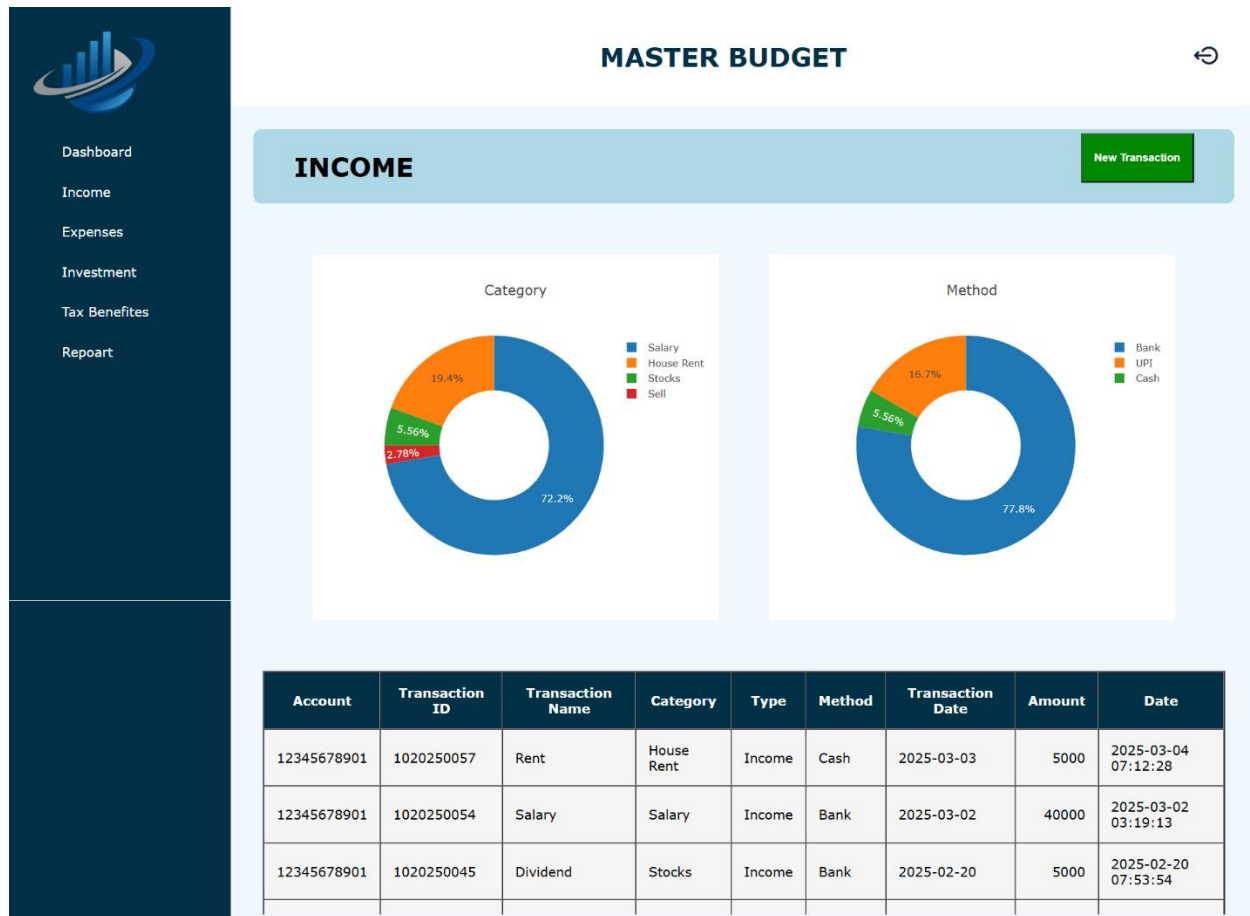 MASTER BUDGET
Dashboard
Income
Expenses
Investment
Tax Benefites
Repoart
INCOME
New Transaction
Category
19.4%
5.56%
2.78%
72.2%
Salary
House Rent
Stocks
Sell
Method
16.7%
5.56%
77.8%
Bank
UPI
Cash
Account Transaction ID Transaction Name Category Type Method Transaction Date Amount Date
12345678901 1020250057 Rent House Rent Income Cash 2025-03-03 5000 2025-03-04 07:12:28
12345678901 1020250054 Salary Salary Income Bank 2025-03-02 40000 2025-03-02 03:19:13
12345678901 1020250045 Dividend Stocks Income Bank 2025-02-20 5000 2025-02-20 07:53:54